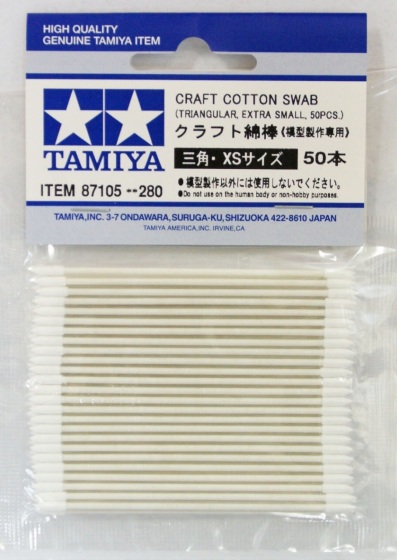 HIGH QUALITY
GENUINE TAMIYA ITEM
CRAFT COTTON SWAB
(TRIANGULAR, EXTRA SMALL, 50PCS.)
クラフト綿棒《模型製作専用》
TAMIYA
三角・XSサイズ 50本
ITEM 87105 **280
●模型製作以外には使用しないでください。
●Do not use on the human body or non-hobby purposes.
TAMIYA,INC. 3-7 ONDAWARA, SURUGA-KU, SHIZUOKA 422-8610 JAPAN
TAMIYA AMERICA, INC. IRVINE, CA